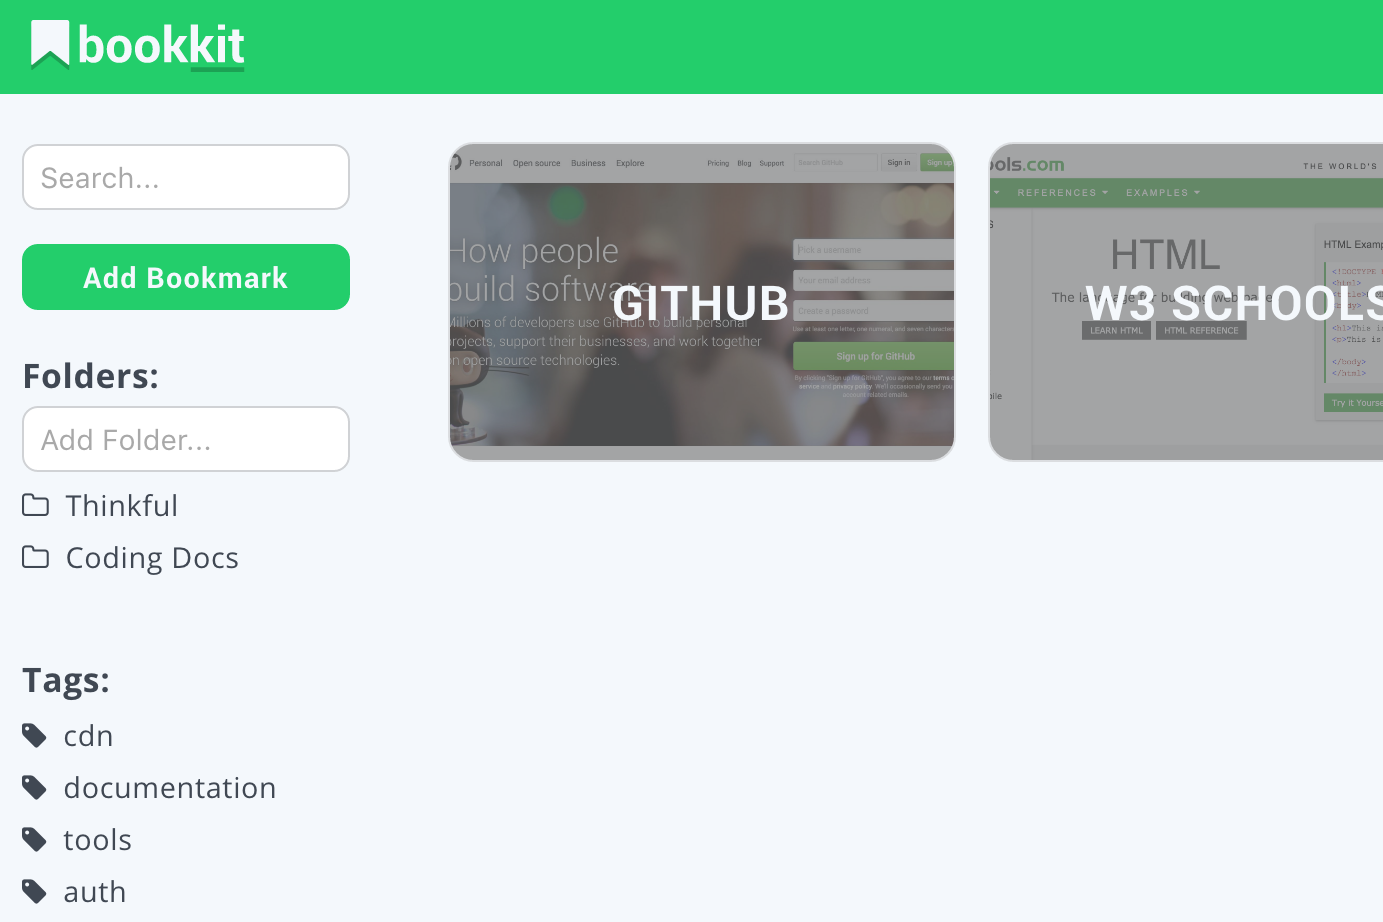 bookkit
Search...
Add Bookmark
Folders:
Add Folder...
Thinkful
Coding Docs
Tags:
cdn
documentation
tools
auth
Personal Open source Business Explore
Pricing Blog Support Search GitHub Sign in Sign up
How people
build software
Millions of developers use GitHub to build personal
projects, support their businesses, and work together
on open source technologies.
GITHUB
Pick a username
Your email address
Create a password
Use at least one letter, one numeral, and seven characters
Sign up for GitHub
By clicking "Sign up for GitHub", you agree to our terms o
service and privacy policy. We'll occasionally send you
account related emails.
ools.com
THE WORLD'S
REFERENCES EXAMPLES
S
HTML
The language for building web page
W3 SCHOOLS
LEARN HTML HTML REFERENCE
HTML Examp
<!DOCTYPE
<html>
<title>
<h1>This i
<p>This is
</body>
</html>
Try it Yourse